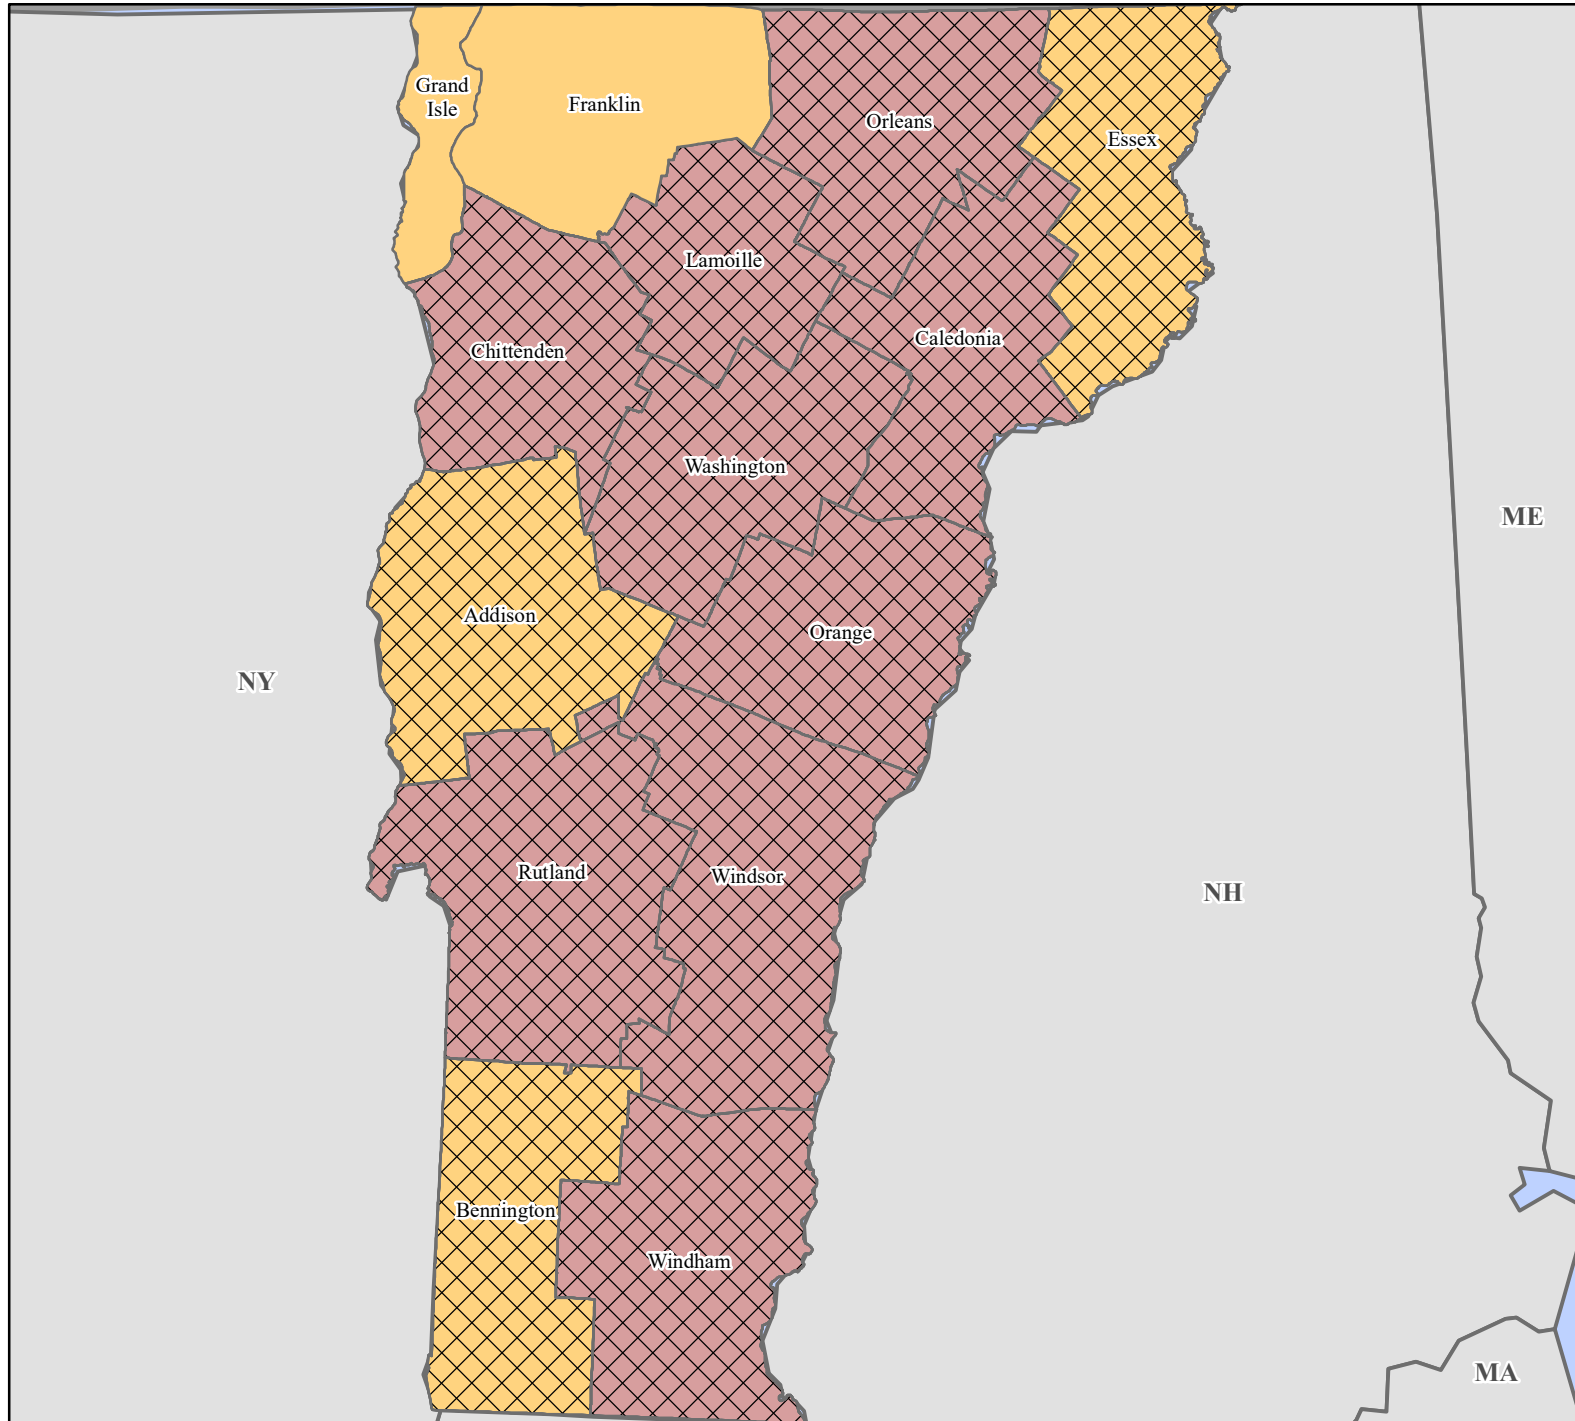 Grand
Isle
Franklin
Orleans
Essex
Lamoille
Chittenden
Caledonia
Washington
ME
Addison
Orange
NY
Rutland
Windsor
NH
Bennington
Windham
MA